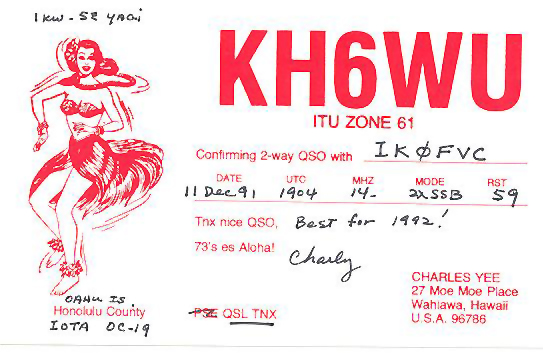 1KW - 5E YAGI
KH6WU
ITU ZONE 61
Confirming 2-way QSO with IKØFVC
DATE UTC MHZ MODE RST
11 Dec 91 1904 14- 2XSSB 59
Tnx nice QSO, Best for 1992!
73's es Aloha! Charly
CHARLES YEE
27 Moe Moe Place
Wahiawa, Hawaii
U.S.A. 96786
OAHU IS.
Honolulu County
IOTA OC-19
PSE QSL TNX